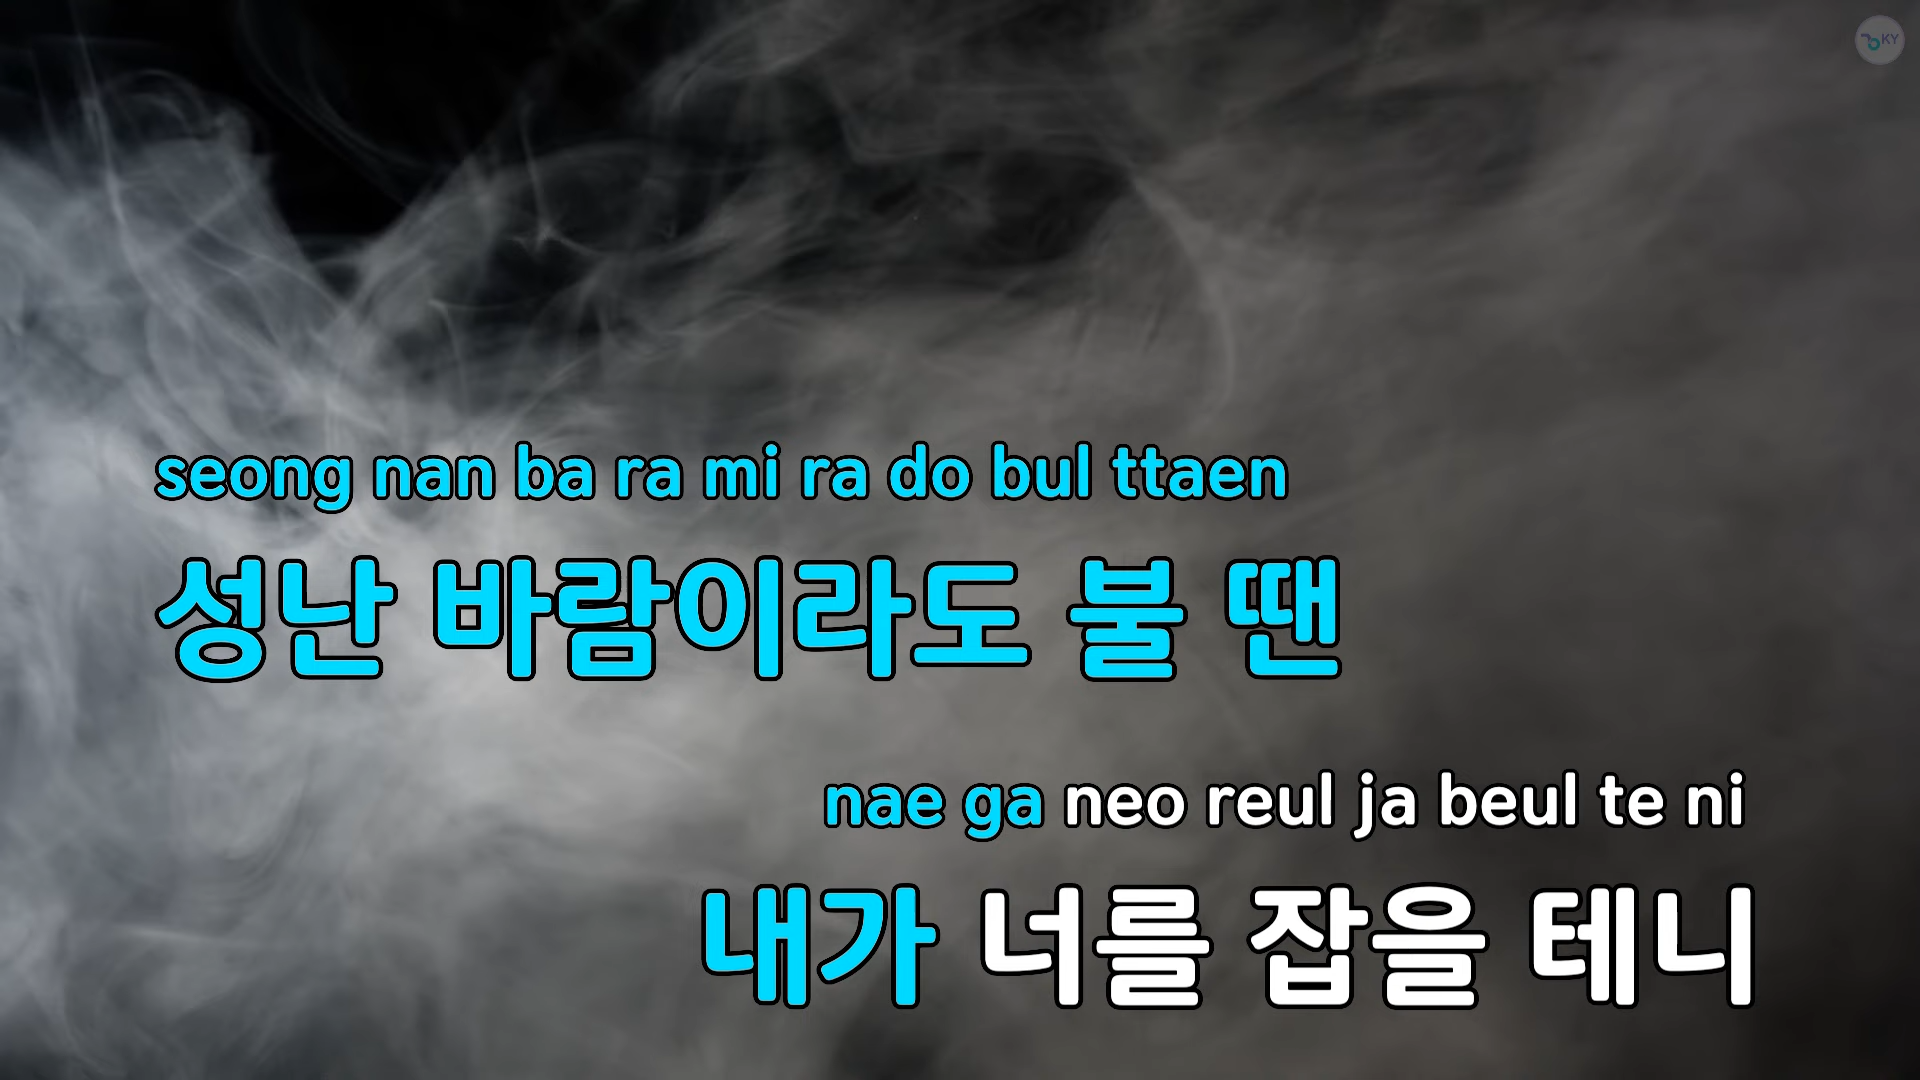 KY
seong nan ba ra mi ra do bul ttaen
성난 바람이라도 불 땐
nae ga neo reul ja beul te ni
내가 너를 잡을 테니